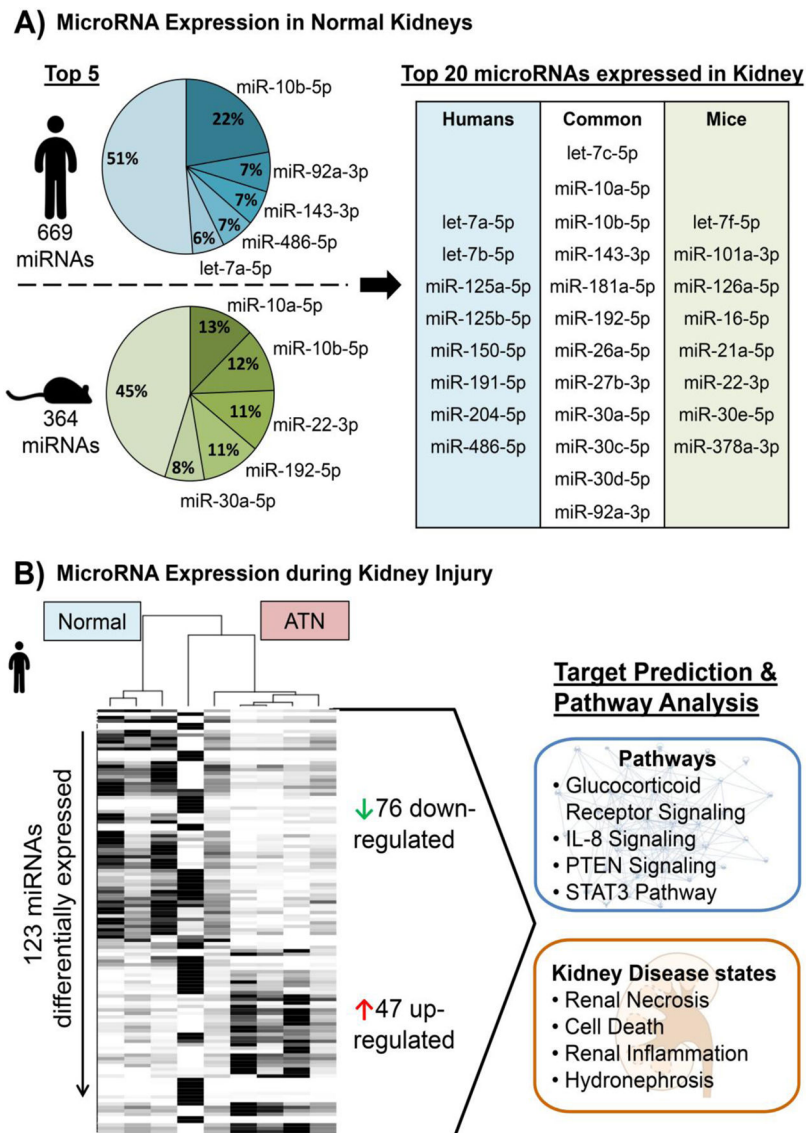 A) MicroRNA Expression in Normal Kidneys
Top 5
miR-10b-5p
22%
51%
7%
miR-92a-3p
7%
miR-143-3p
7%
miR-486-5p
6%
let-7a-5p
669
miRNAs
miR-10a-5p
13%
miR-10b-5p
12%
45%
11%
miR-22-3p
11%
miR-192-5p
8%
miR-30a-5p
364
miRNAs
Top 20 microRNAs expressed in Kidney
Humans Common Mice
let-7c-5p
miR-10a-5p
let-7a-5p miR-10b-5p let-7f-5p
let-7b-5p miR-143-3p miR-101a-3p
miR-125a-5p miR-181a-5p miR-126a-5p
miR-125b-5p miR-192-5p miR-16-5p
miR-150-5p miR-26a-5p miR-21a-5p
miR-191-5p miR-27b-3p miR-22-3p
miR-204-5p miR-30a-5p miR-30e-5p
miR-486-5p miR-30c-5p miR-378a-3p
miR-30d-5p
miR-92a-3p
B) MicroRNA Expression during Kidney Injury
Normal
ATN
123 miRNAs
differentially expressed
↓76 down-
regulated
↑47 up-
regulated
Target Prediction &
Pathway Analysis
Pathways
• Glucocorticoid
Receptor Signaling
• IL-8 Signaling
• PTEN Signaling
• STAT3 Pathway
Kidney Disease states
• Renal Necrosis
• Cell Death
• Renal Inflammation
• Hydronephrosis